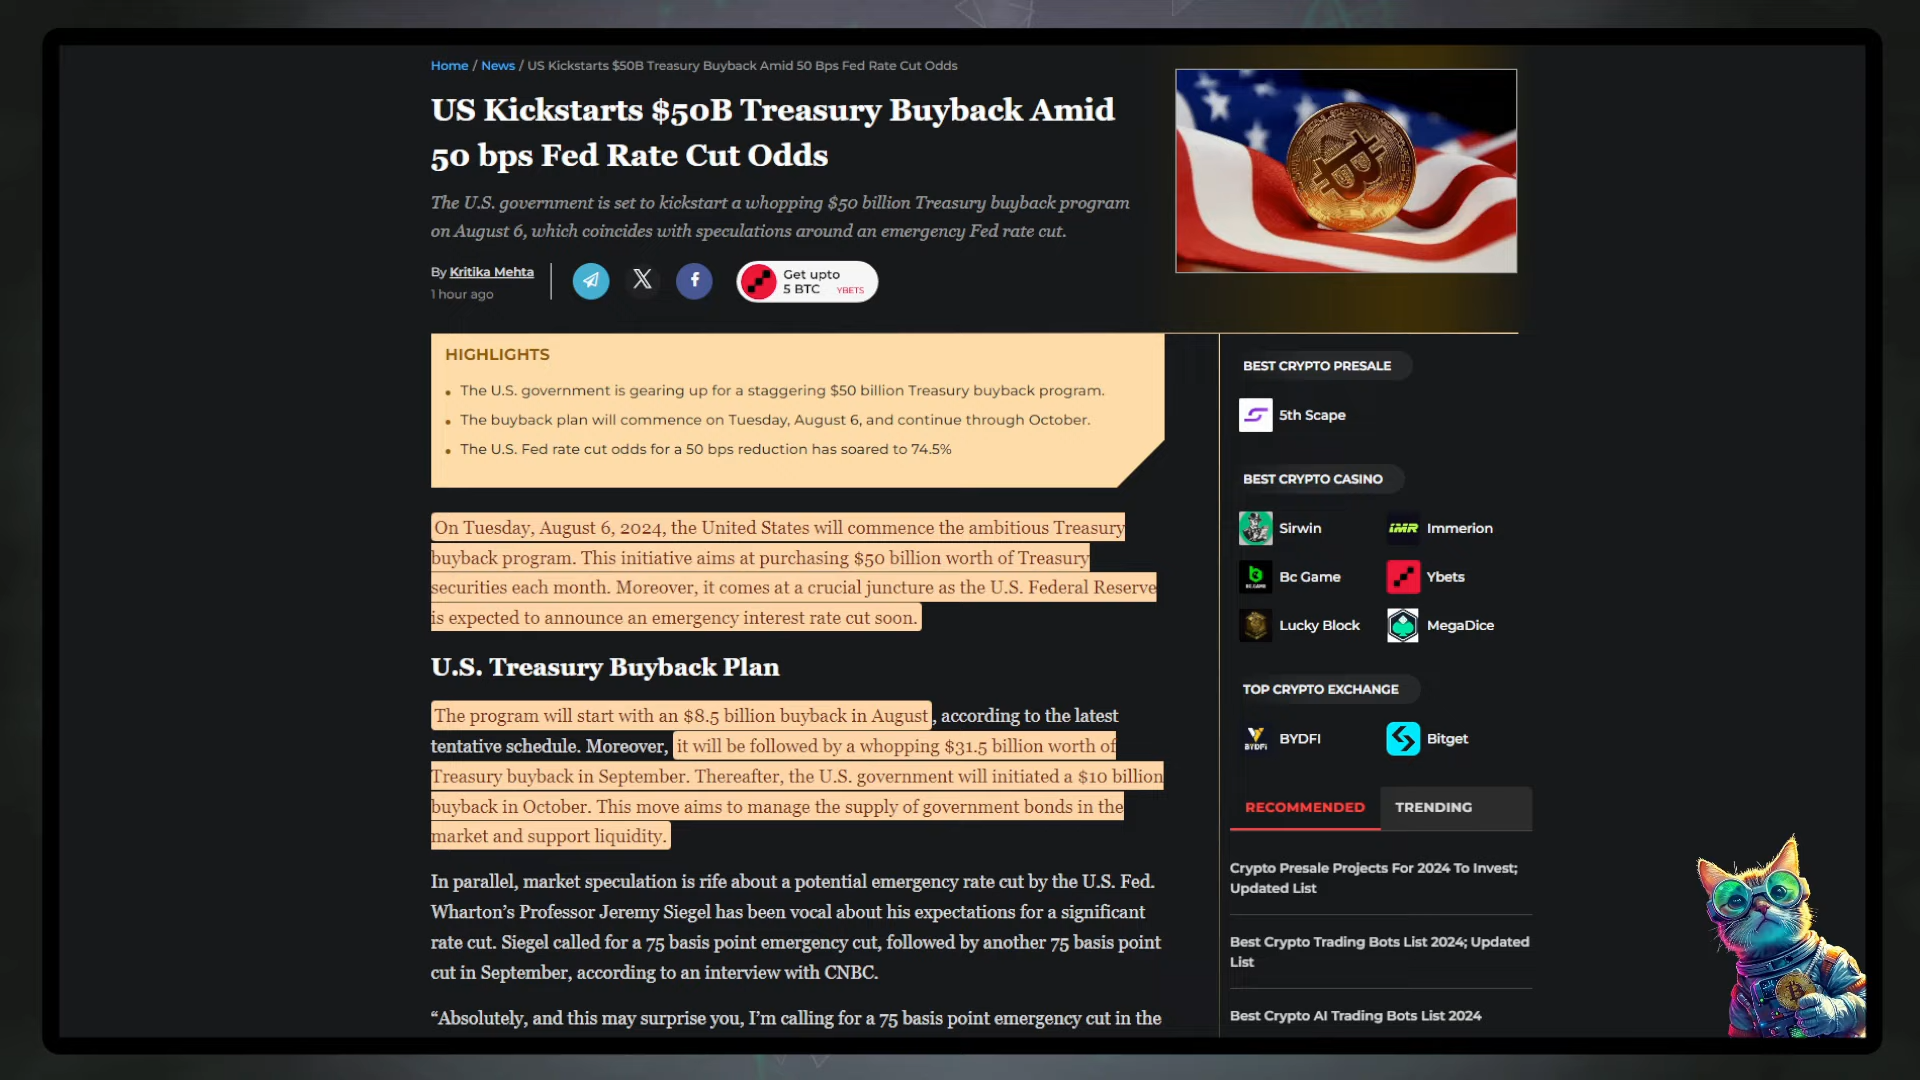 Home / News / US Kickstarts $50B Treasury Buyback Amid 50 Bps Fed Rate Cut Odds
US Kickstarts $50B Treasury Buyback Amid
50 bps Fed Rate Cut Odds
The U.S. government is set to kickstart a whopping $50 billion Treasury buyback program
on August 6, which coincides with speculations around an emergency Fed rate cut.
By Kritika Mehta
1 hour ago
Get upto
5 BTC YBETS
HIGHLIGHTS
The U.S. government is gearing up for a staggering $50 billion Treasury buyback program.
The buyback plan will commence on Tuesday, August 6, and continue through October.
The U.S. Fed rate cut odds for a 50 bps reduction has soared to 74.5%
On Tuesday, August 6, 2024, the United States will commence the ambitious Treasury
buyback program. This initiative aims at purchasing $50 billion worth of Treasury
securities each month. Moreover, it comes at a crucial juncture as the U.S. Federal Reserve
is expected to announce an emergency interest rate cut soon.
U.S. Treasury Buyback Plan
The program will start with an $8.5 billion buyback in August, according to the latest
tentative schedule. Moreover, it will be followed by a whopping $31.5 billion worth of
Treasury buyback in September. Thereafter, the U.S. government will initiated a $10 billion
buyback in October. This move aims to manage the supply of government bonds in the
market and support liquidity.
In parallel, market speculation is rife about a potential emergency rate cut by the U.S. Fed.
Wharton's Professor Jeremy Siegel has been vocal about his expectations for a significant
rate cut. Siegel called for a 75 basis point emergency cut, followed by another 75 basis point
cut in September, according to an interview with CNBC.
“Absolutely, and this may surprise you, I'm calling for a 75 basis point emergency cut in the
BEST CRYPTO PRESALE
5th Scape
BEST CRYPTO CASINO
Sirwin
iMR Immerion
BC.GAME Bc Game
Ybets
Lucky Block
MegaDice
TOP CRYPTO EXCHANGE
BYDFi BYDFI
Bitget
RECOMMENDED
TRENDING
Crypto Presale Projects For 2024 To Invest;
Updated List
Best Crypto Trading Bots List 2024; Updated
List
Best Crypto AI Trading Bots List 2024